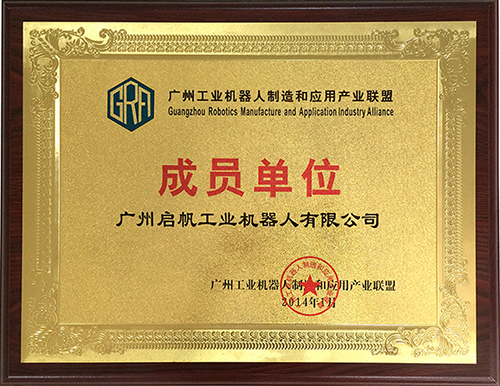 GRA
广州工业机器人制造和应用产业联盟
Guangzhou Robotics Manufacture and Application Industry Alliance
成员单位
广州启帆工业机器人有限公司
广州工业机器人制造和应用产业联盟
2014年1月